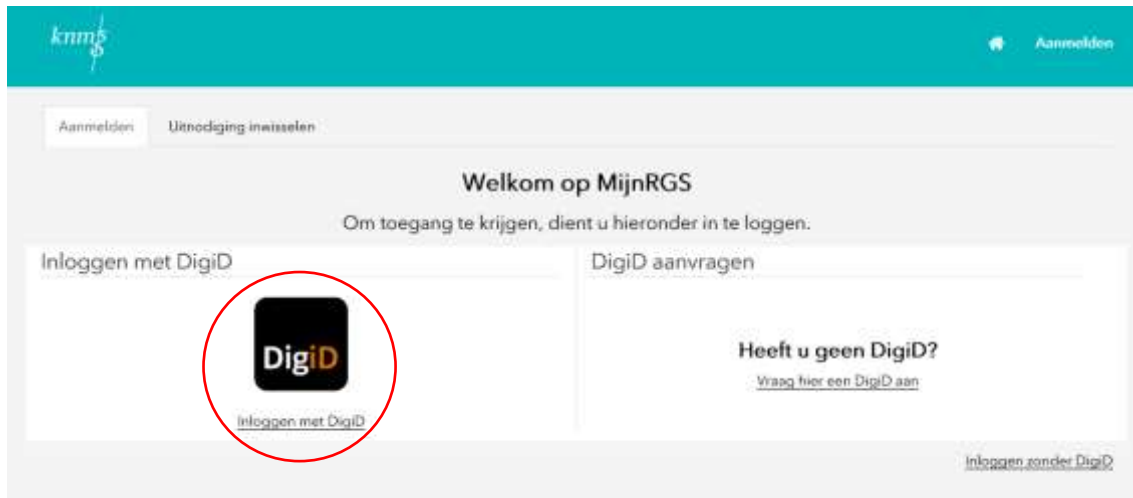 knmg
Aanmelden
Aanmelden
Uitnodiging inwisselen
Welkom op MijnRGS
Om toegang te krijgen, dient u hieronder in te loggen.
Inloggen met DigiD
DigiD aanvragen
DigiD
Heeft u geen DigiD?
Vraag hier een DigiD aan
Inloggen met DigiD
Inloggen zonder DigiD